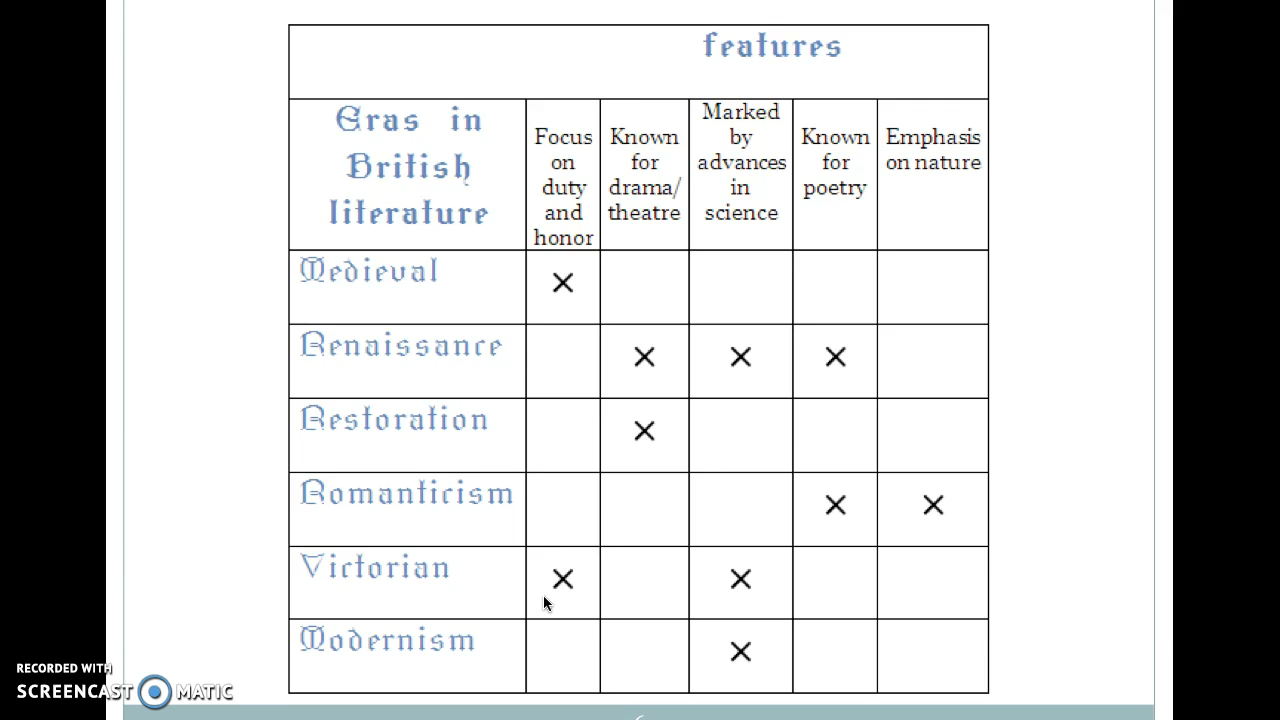 features
Eras in
British
literature
Focus
on
duty
and
honor
Known
for
drama/
theatre
Marked
by
advances
in
science
Known
for
poetry
Emphasis
on nature
Medieval
×
Renaissance
× × ×
Restoration
×
Romanticism
× ×
Victorian
× ×
Modernism
×
RECORDED WITH
SCREENCAST MATIC